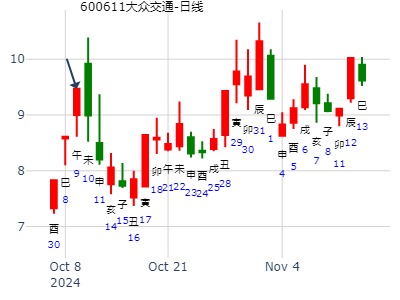 600611大众交通-日线
10
9
8
7
酉
30
巳
8
午
9
未
10
申
11
亥
14
子
15
丑
16
寅
17
卯
18
午
21
未
22
申
23
酉
24
戌
25
丑
28
寅
29
卯
30
辰
31
巳
1
申
4
酉
5
戌
6
亥
7
子
8
卯
11
辰
12
巳
13
Oct 8
2024
Oct 21
Nov 4